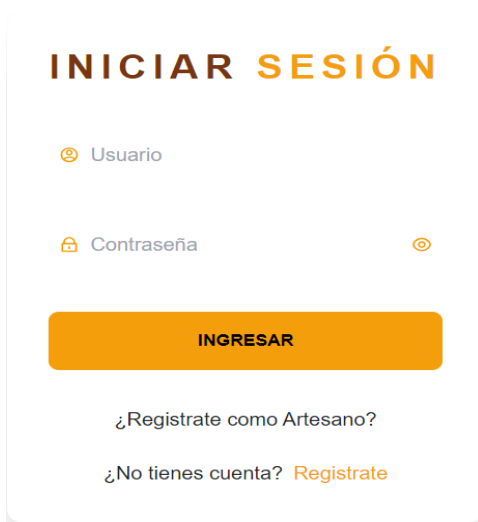 INICIAR SESIÓN
Usuario
Contraseña
INGRESAR
¿Registrate como Artesano?
¿No tienes cuenta? Registrate